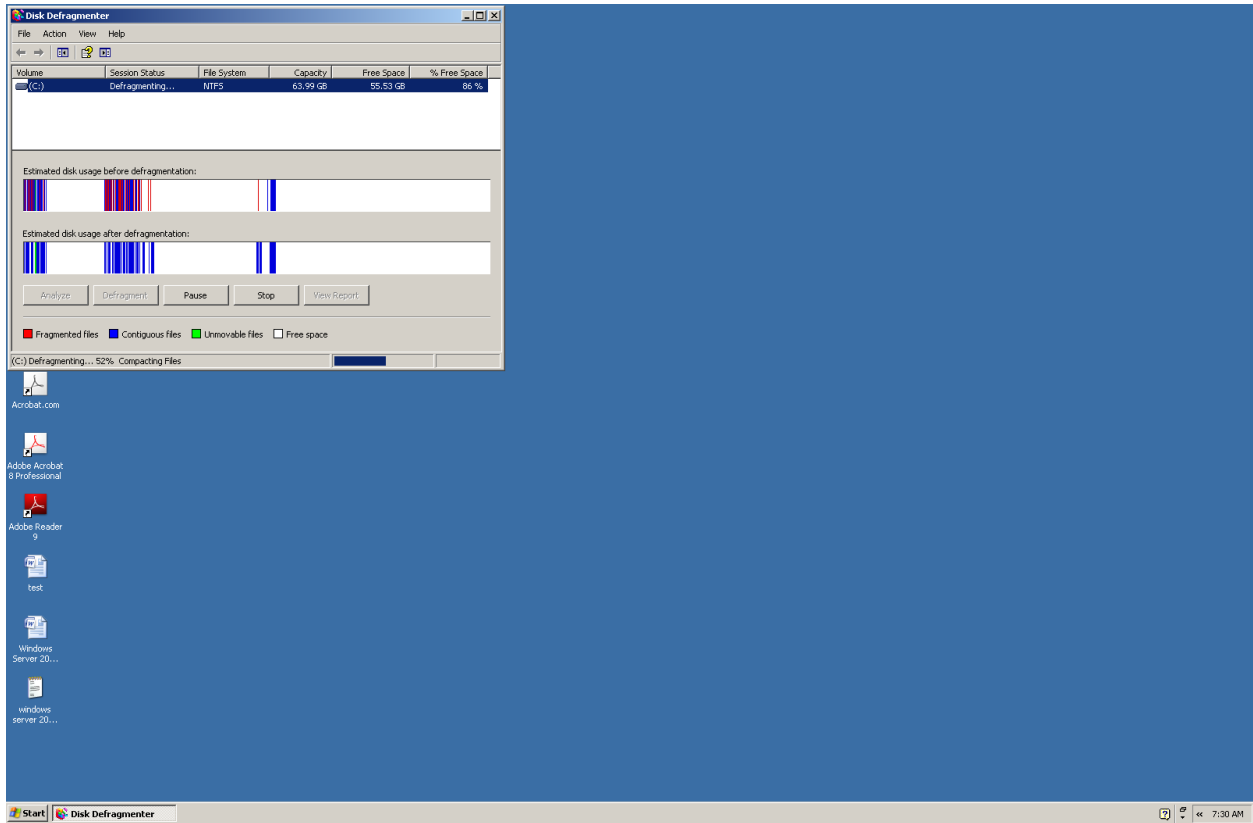 Disk Defragmenter
File Action View Help
Volume Session Status File System Capacity Free Space % Free Space
(C:) Defragmenting... NTFS 63.99 GB 55.53 GB 86 %
Estimated disk usage before defragmentation:
Estimated disk usage after defragmentation:
Analyze Defragment Pause Stop View Report
Fragmented files Contiguous files Unmovable files Free space
(C:) Defragmenting... 52% Compacting Files
Acrobat.com
Adobe Acrobat
8 Professional
Adobe Reader
9
test
Windows
Server 20...
windows
server 20...
Start Disk Defragmenter « 7:30 AM